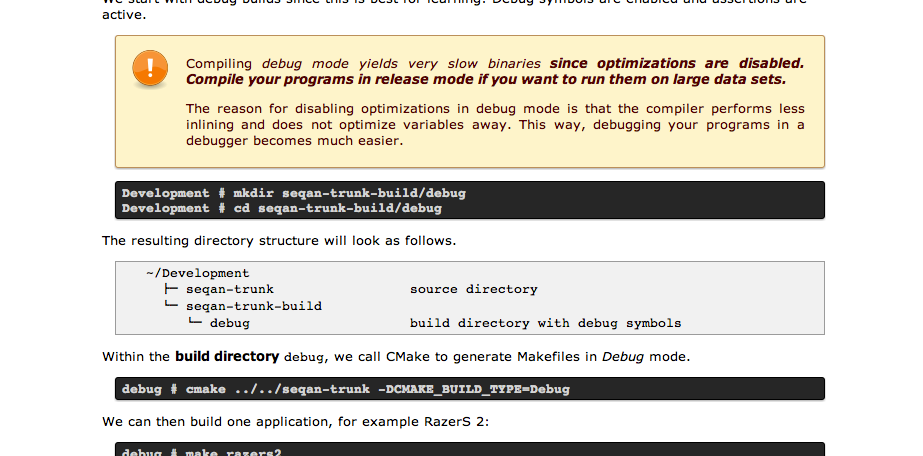 We start with debug builds since this is best for learning: Debug symbols are enabled and assertions are
active.
!
Compiling debug mode yields very slow binaries since optimizations are disabled.
Compile your programs in release mode if you want to run them on large data sets.
The reason for disabling optimizations in debug mode is that the compiler performs less
inlining and does not optimize variables away. This way, debugging your programs in a
debugger becomes much easier.
Development # mkdir seqan-trunk-build/debug
Development # cd seqan-trunk-build/debug
The resulting directory structure will look as follows.
~/Development
├─ seqan-trunk source directory
└─ seqan-trunk-build
└─ debug build directory with debug symbols
Within the build directory debug, we call CMake to generate Makefiles in Debug mode.
debug # cmake ../../seqan-trunk -DCMAKE_BUILD_TYPE=Debug
We can then build one application, for example RazerS 2:
debug # make razers2